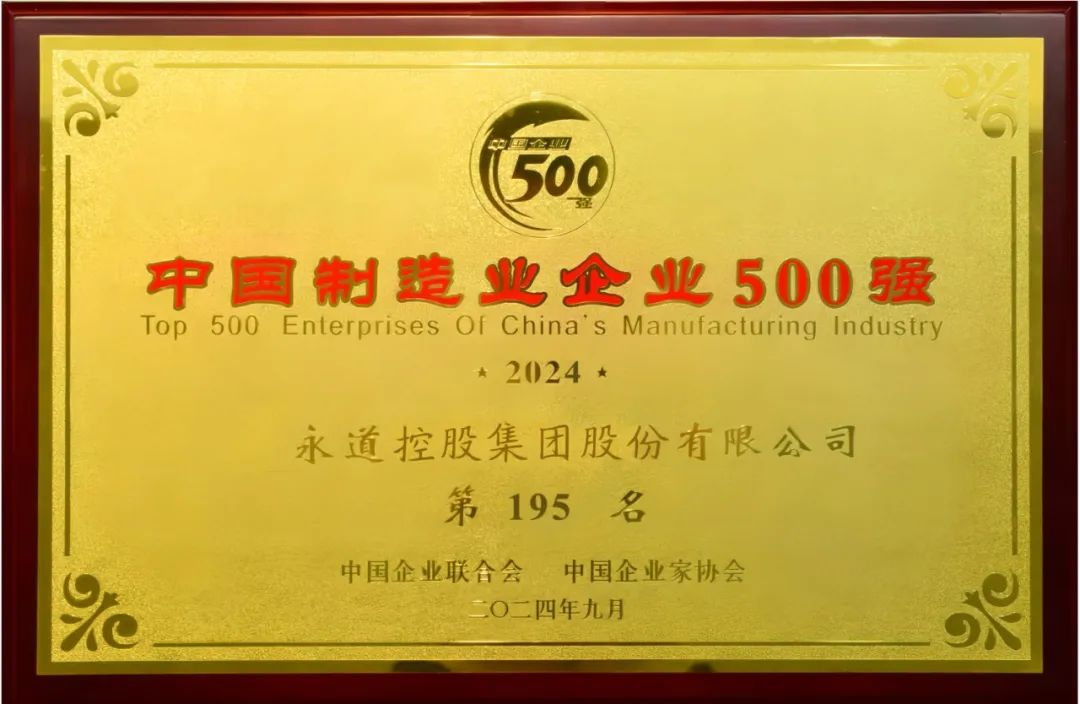 中国企业
500
强
中国制造业企业500强
Top 500 Enterprises Of China's Manufacturing Industry
★ 2024 ★
永道控股集团股份有限公司
第 195 名
中国企业联合会 中国企业家协会
二〇二四年九月